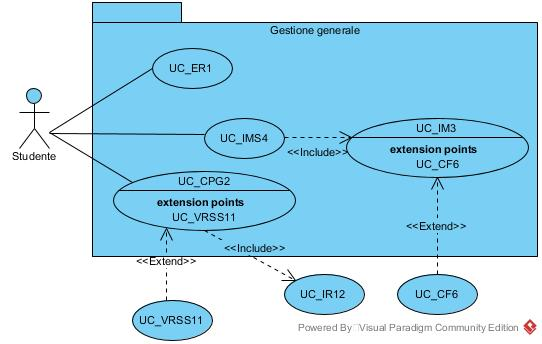 Gestione generale
UC_ER1
UC_IMS4
<<Include>>
UC_IM3
extension points
UC_CF6
Studente
UC_CPG2
extension points
UC_VRSS11
<<Extend>>
<<Include>>
<<Extend>>
UC_VRSS11
UC_IR12
UC_CF6
Powered By Visual Paradigm Community Edition